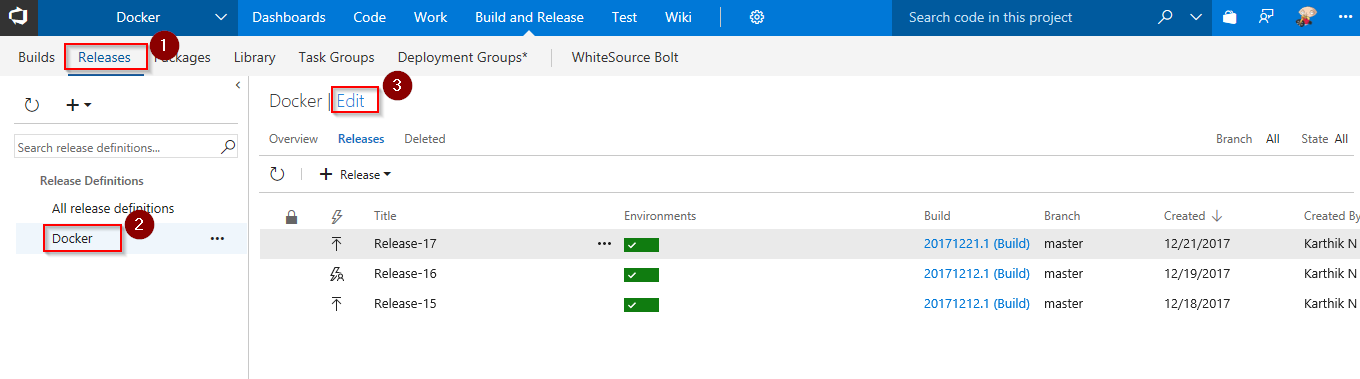 Docker Dashboards Code Work Build and Release Test Wiki Search code in this project
1
Builds Releases Packages Library Task Groups Deployment Groups* WhiteSource Bolt
3
Docker | Edit
Overview Releases Deleted Branch All State All
Search release definitions...
Release
Release Definitions
All release definitions
2
Docker
Title Environments Build Branch Created Created By
Release-17 20171221.1 (Build) master 12/21/2017 Karthik N
Release-16 20171212.1 (Build) master 12/19/2017 Karthik N
Release-15 20171212.1 (Build) master 12/18/2017 Karthik N